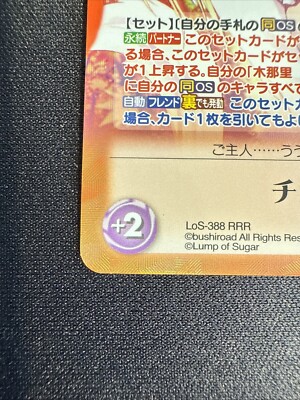 【セット】〔自分の手札の同OS
永続 パートナー このセットカードが
る場合、このセットカードがセ
が1上昇する。自分の「木那里
に自分の同OSのキャラすべて
自動 フレンド 裏でも発動 このセットカ
場合、カード1枚を引いてもよい
ご主人……うう
チ
+2
LoS-388 RRR
©bushiroad All Rights Res
©Lump of Sugar